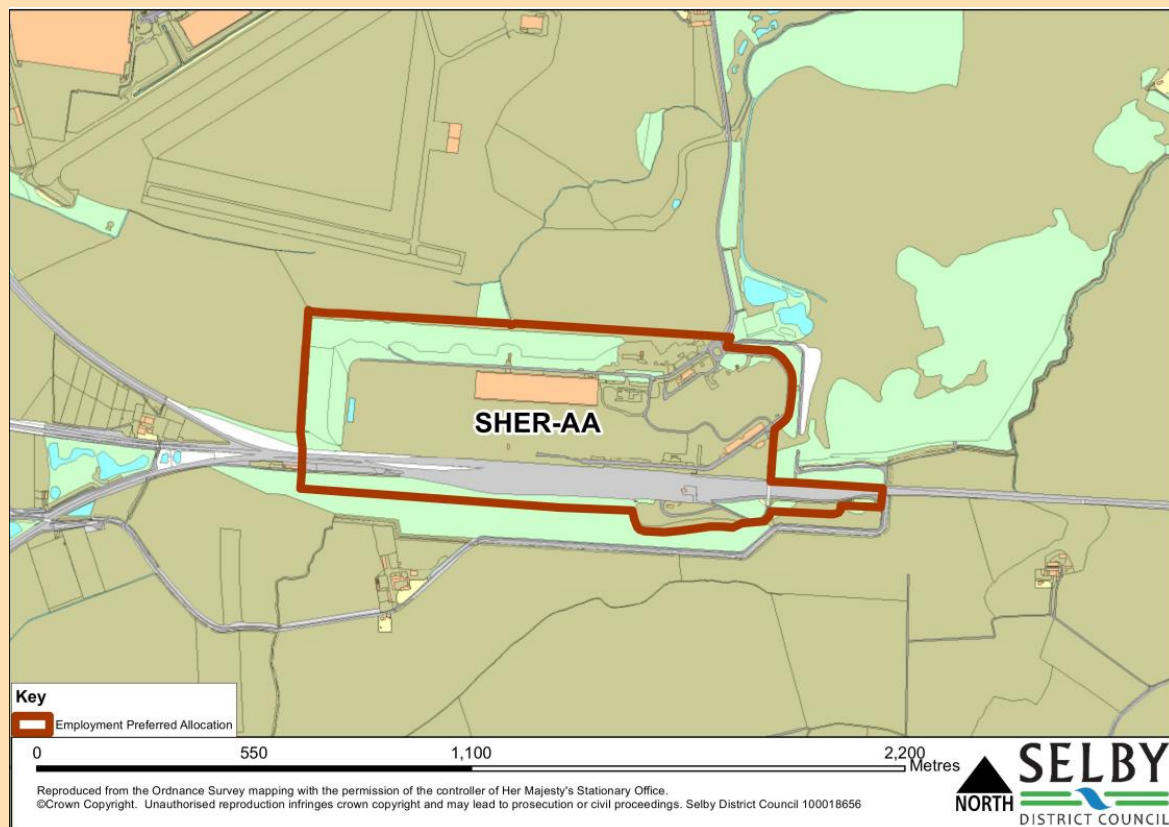 SHER-AA
Key
Employment Preferred Allocation
0 550 1,100 2,200
Metres
Reproduced from the Ordnance Survey mapping with the permission of the controller of Her Majesty's Stationary Office.
©Crown Copyright. Unauthorised reproduction infringes crown copyright and may lead to prosecution or civil proceedings. Selby District Council 100018656
NORTH
SELBY
DISTRICT COUNCIL